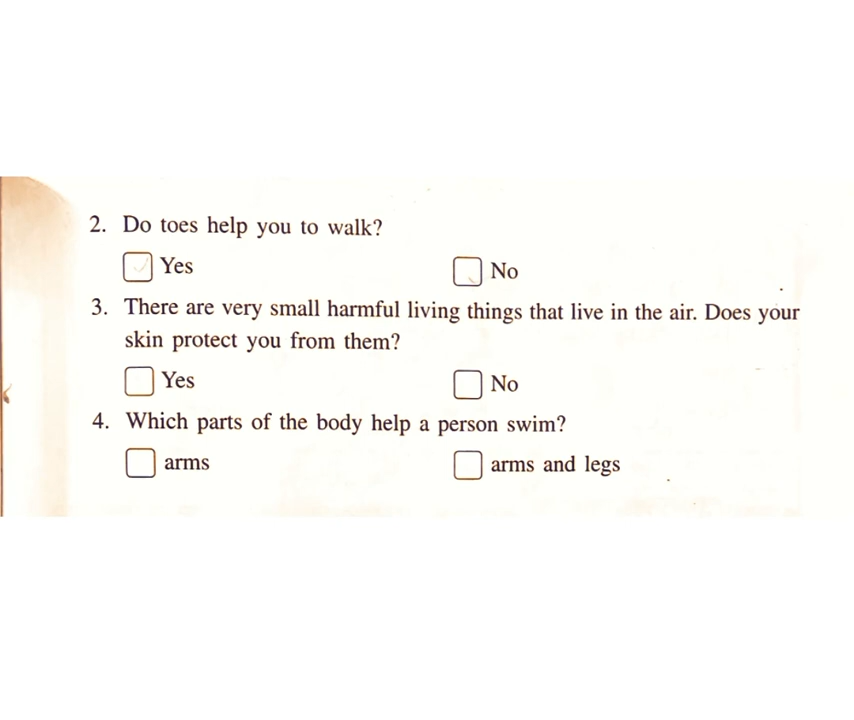 2. Do toes help you to walk?
Yes No
3. There are very small harmful living things that live in the air. Does your
skin protect you from them?
Yes No
4. Which parts of the body help a person swim?
arms arms and legs